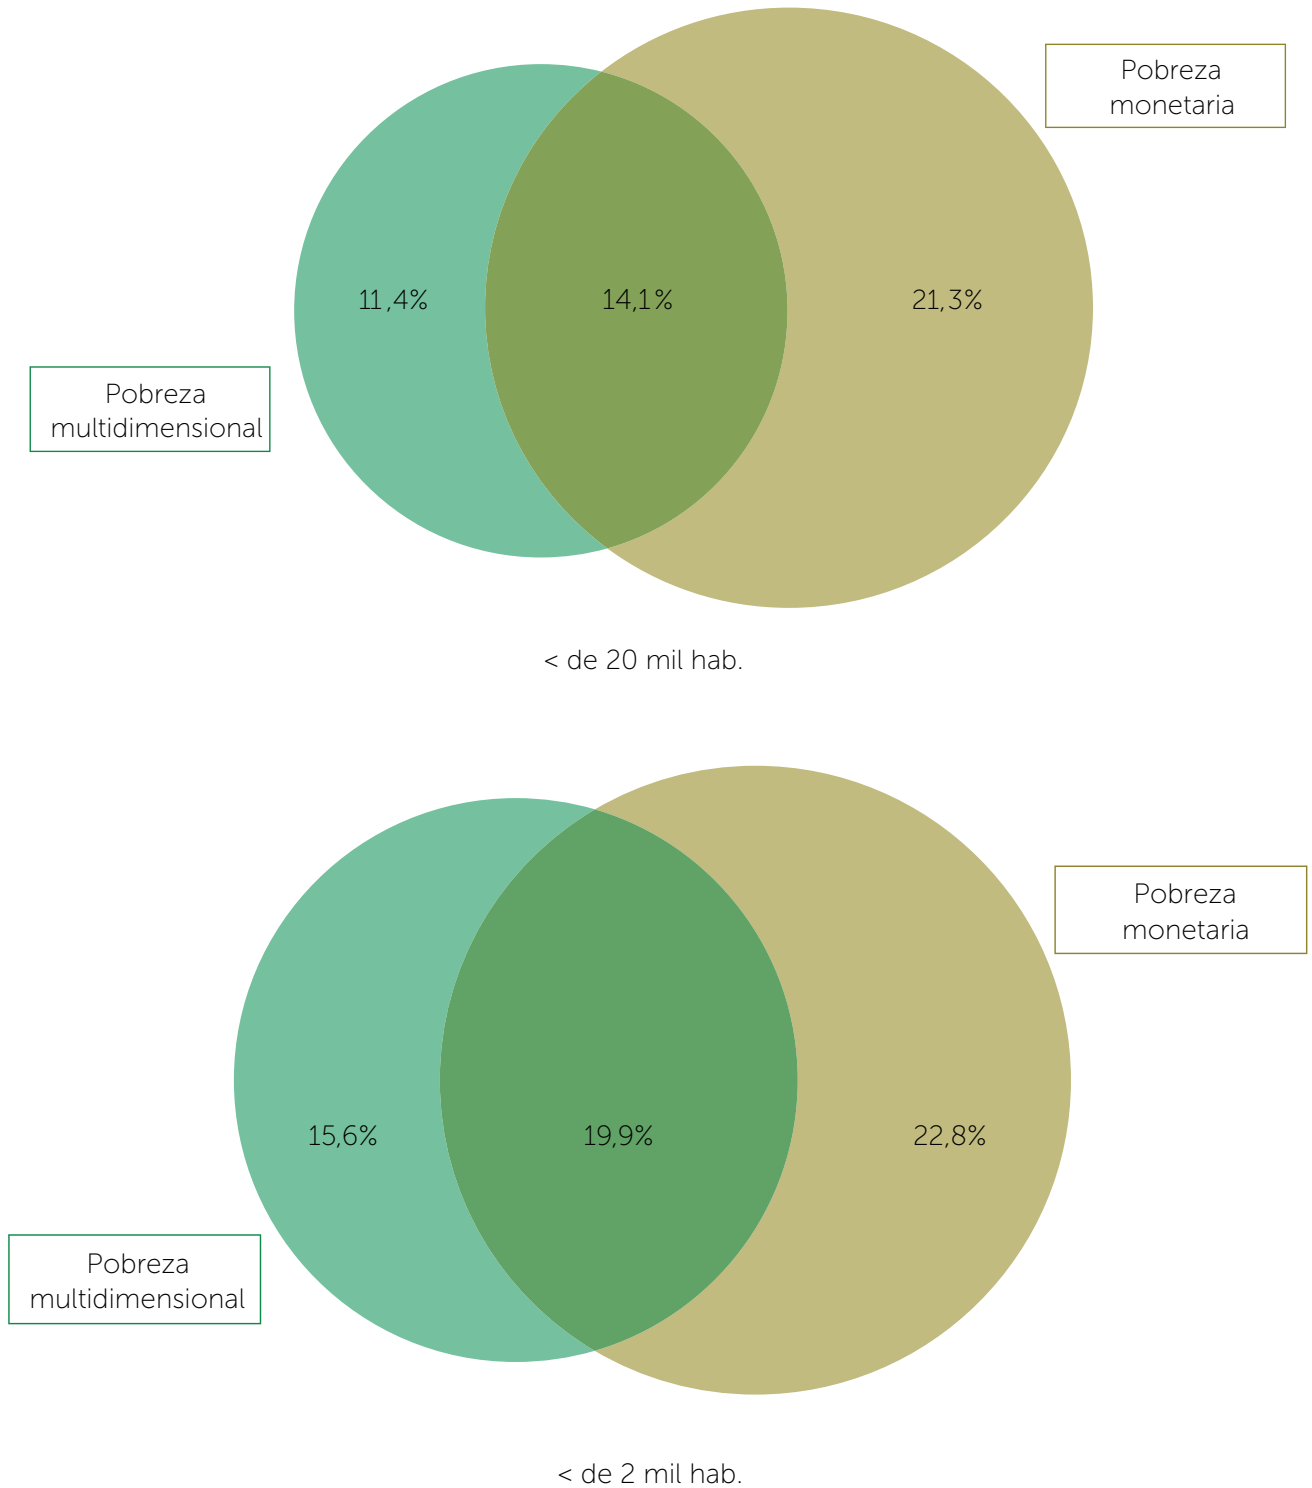 Pobreza
monetaria
11,4%
14,1%
21,3%
Pobreza
multidimensional
< de 20 mil hab.
Pobreza
monetaria
15,6%
19,9%
22,8%
Pobreza
multidimensional
< de 2 mil hab.